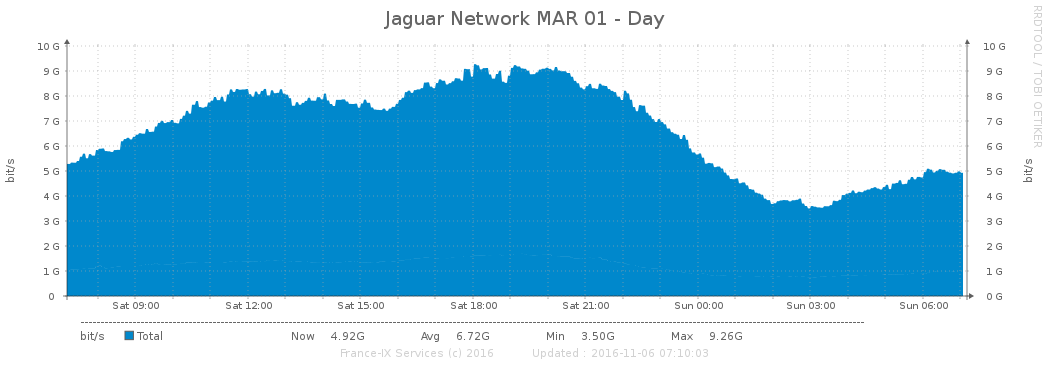 Jaguar Network MAR 01 - Day
RRDTOOL / TOBI OETIKER
bit/s
bit/s
10 G 10 G
9 G 9 G
8 G 8 G
7 G 7 G
6 G 6 G
5 G 5 G
4 G 4 G
3 G 3 G
2 G 2 G
1 G 1 G
0 0 G
Sat 09:00 Sat 12:00 Sat 15:00 Sat 18:00 Sat 21:00 Sun 00:00 Sun 03:00 Sun 06:00
bit/s Total Now 4.92G Avg 6.72G Min 3.50G Max 9.26G
France-IX Services (c) 2016 Updated : 2016-11-06 07:10:03